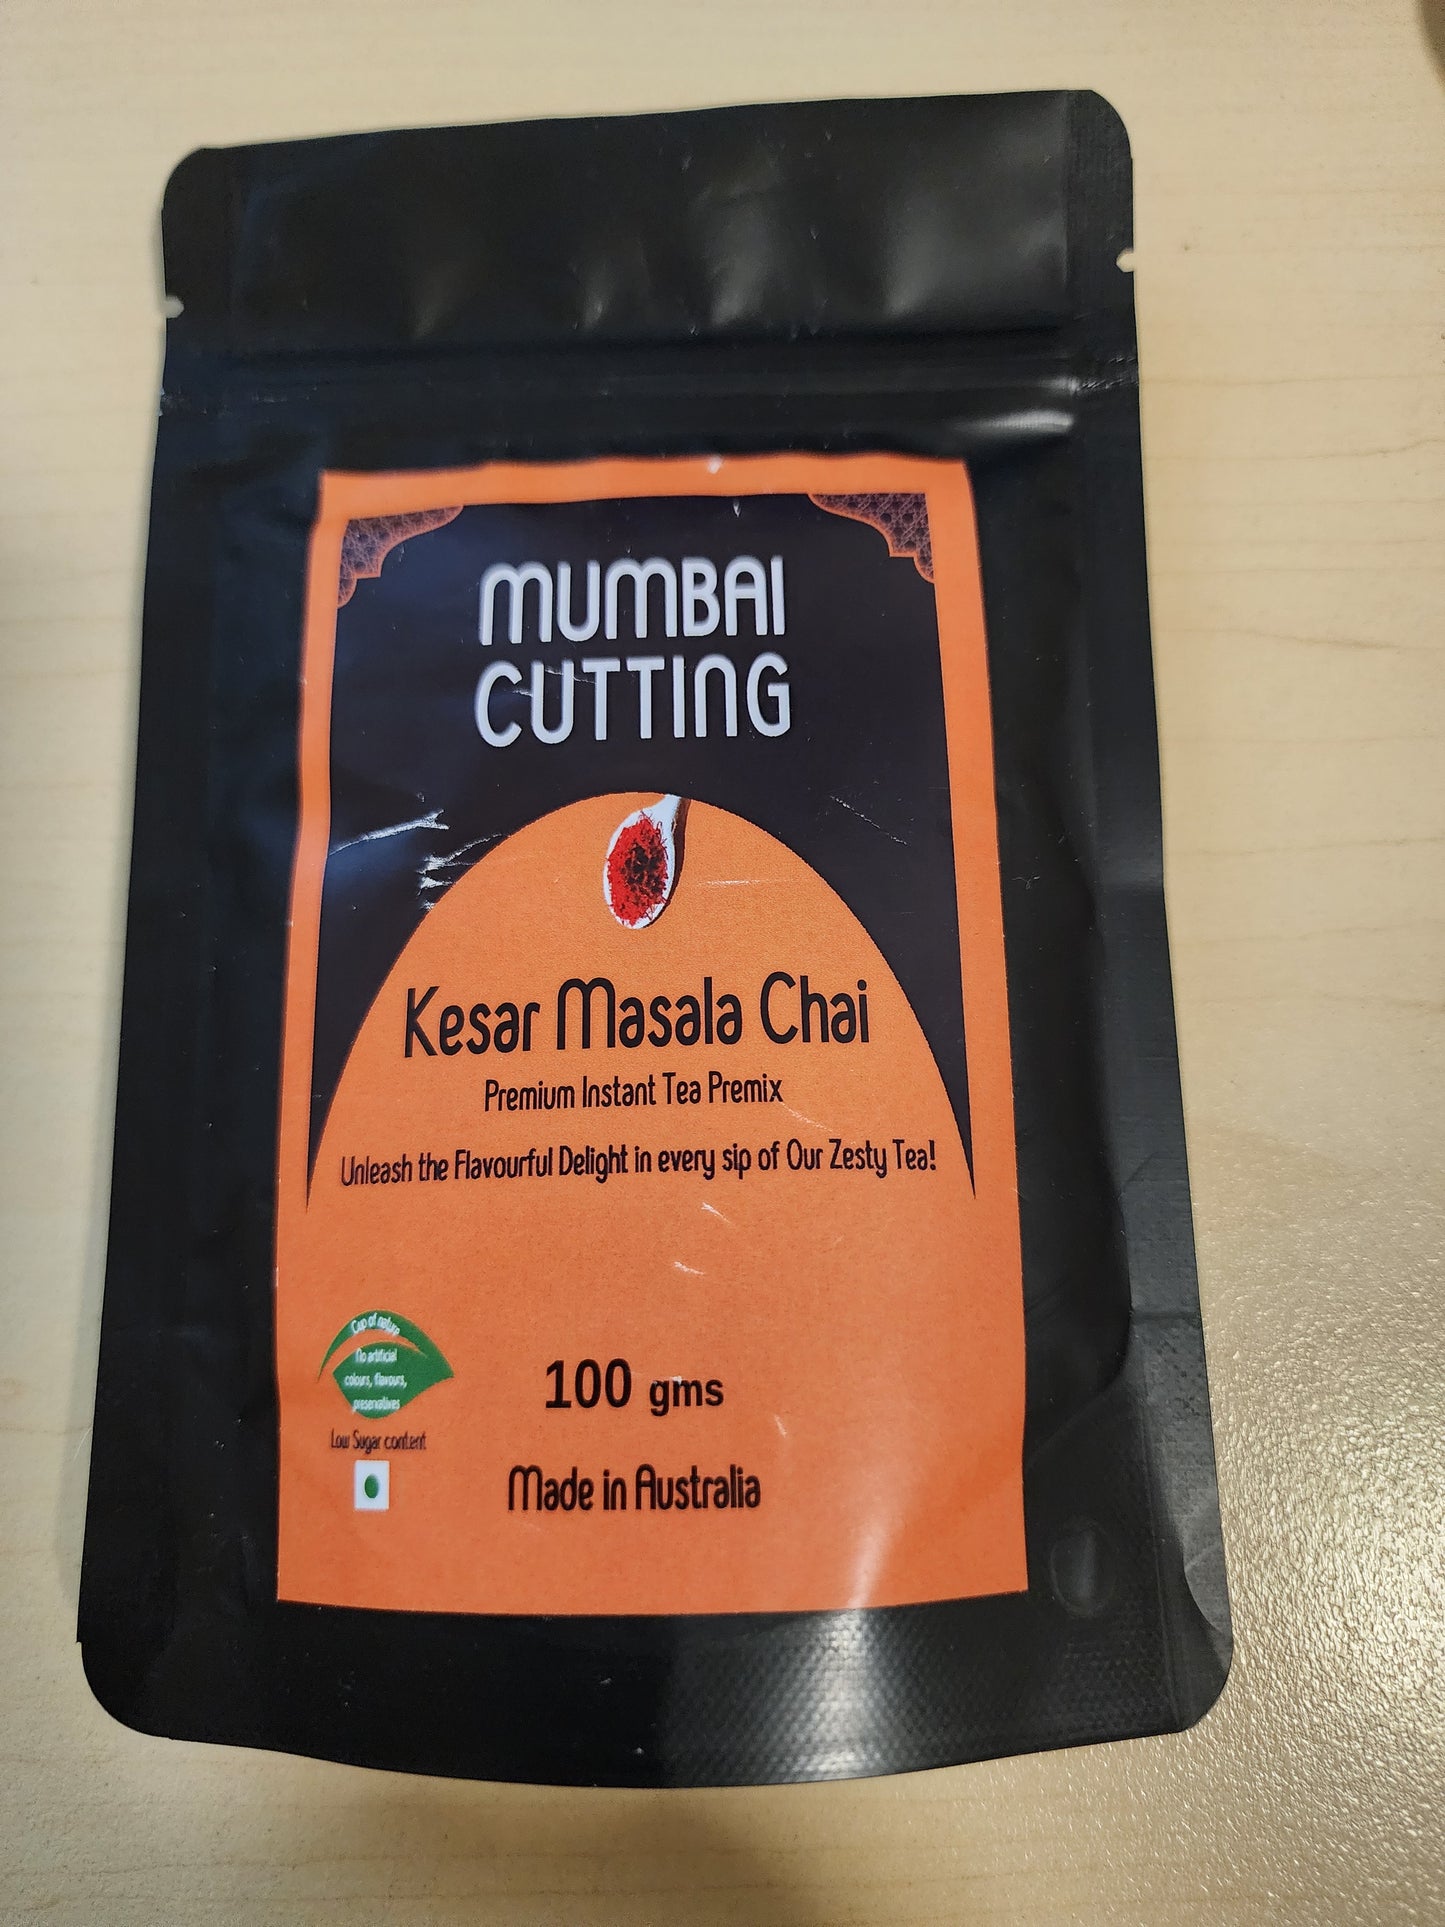 MUMBAI
CUTTING
Kesar Masala Chai
Premium Instant Tea Premix
Unleash the Flavourful Delight in every sip of Our Zesty Tea!
Cup of nature
No artificial
colours, flavours,
preservatives
Low Sugar content
100 gms
Made in Australia